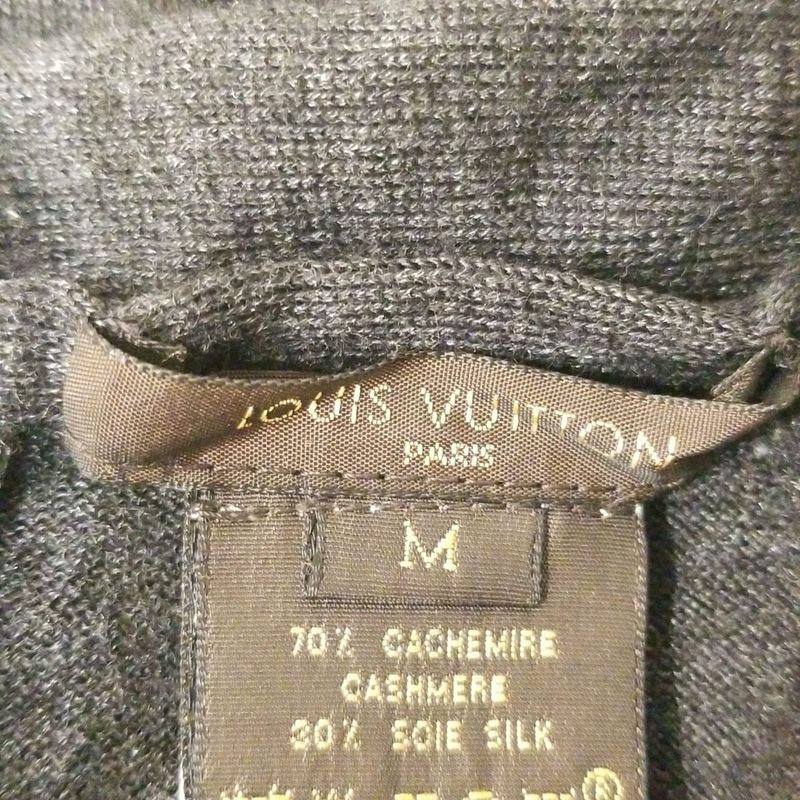 LOUIS VUITTON
PARIS
M
70% CACHEMIRE
CASHMERE
30% SOIE SILK